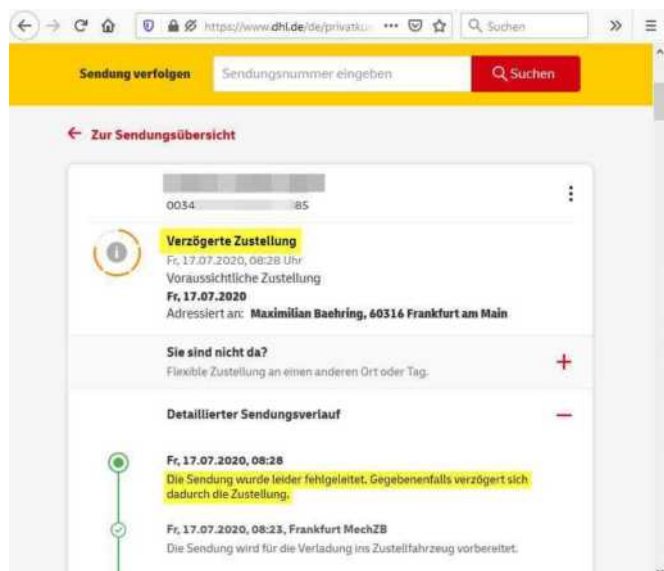 https://www.dhl.de/de/privatku
Suchen
Sendung verfolgen
Sendungsnummer eingeben
Suchen
Zur Sendungsübersicht
0034 85
Verzögerte Zustellung
Fr, 17.07.2020, 08:28 Uhr
Voraussichtliche Zustellung
Fr, 17.07.2020
Adressiert an: Maximilian Baehring, 60316 Frankfurt am Main
Sie sind nicht da?
Flexible Zustellung an einen anderen Ort oder Tag.
Detaillierter Sendungsverlauf
Fr, 17.07.2020, 08:28
Die Sendung wurde leider fehlgeleitet. Gegebenenfalls verzögert sich
dadurch die Zustellung.
Fr, 17.07.2020, 08:23, Frankfurt MechZB
Die Sendung wird für die Verladung ins Zustellfahrzeug vorbereitet.